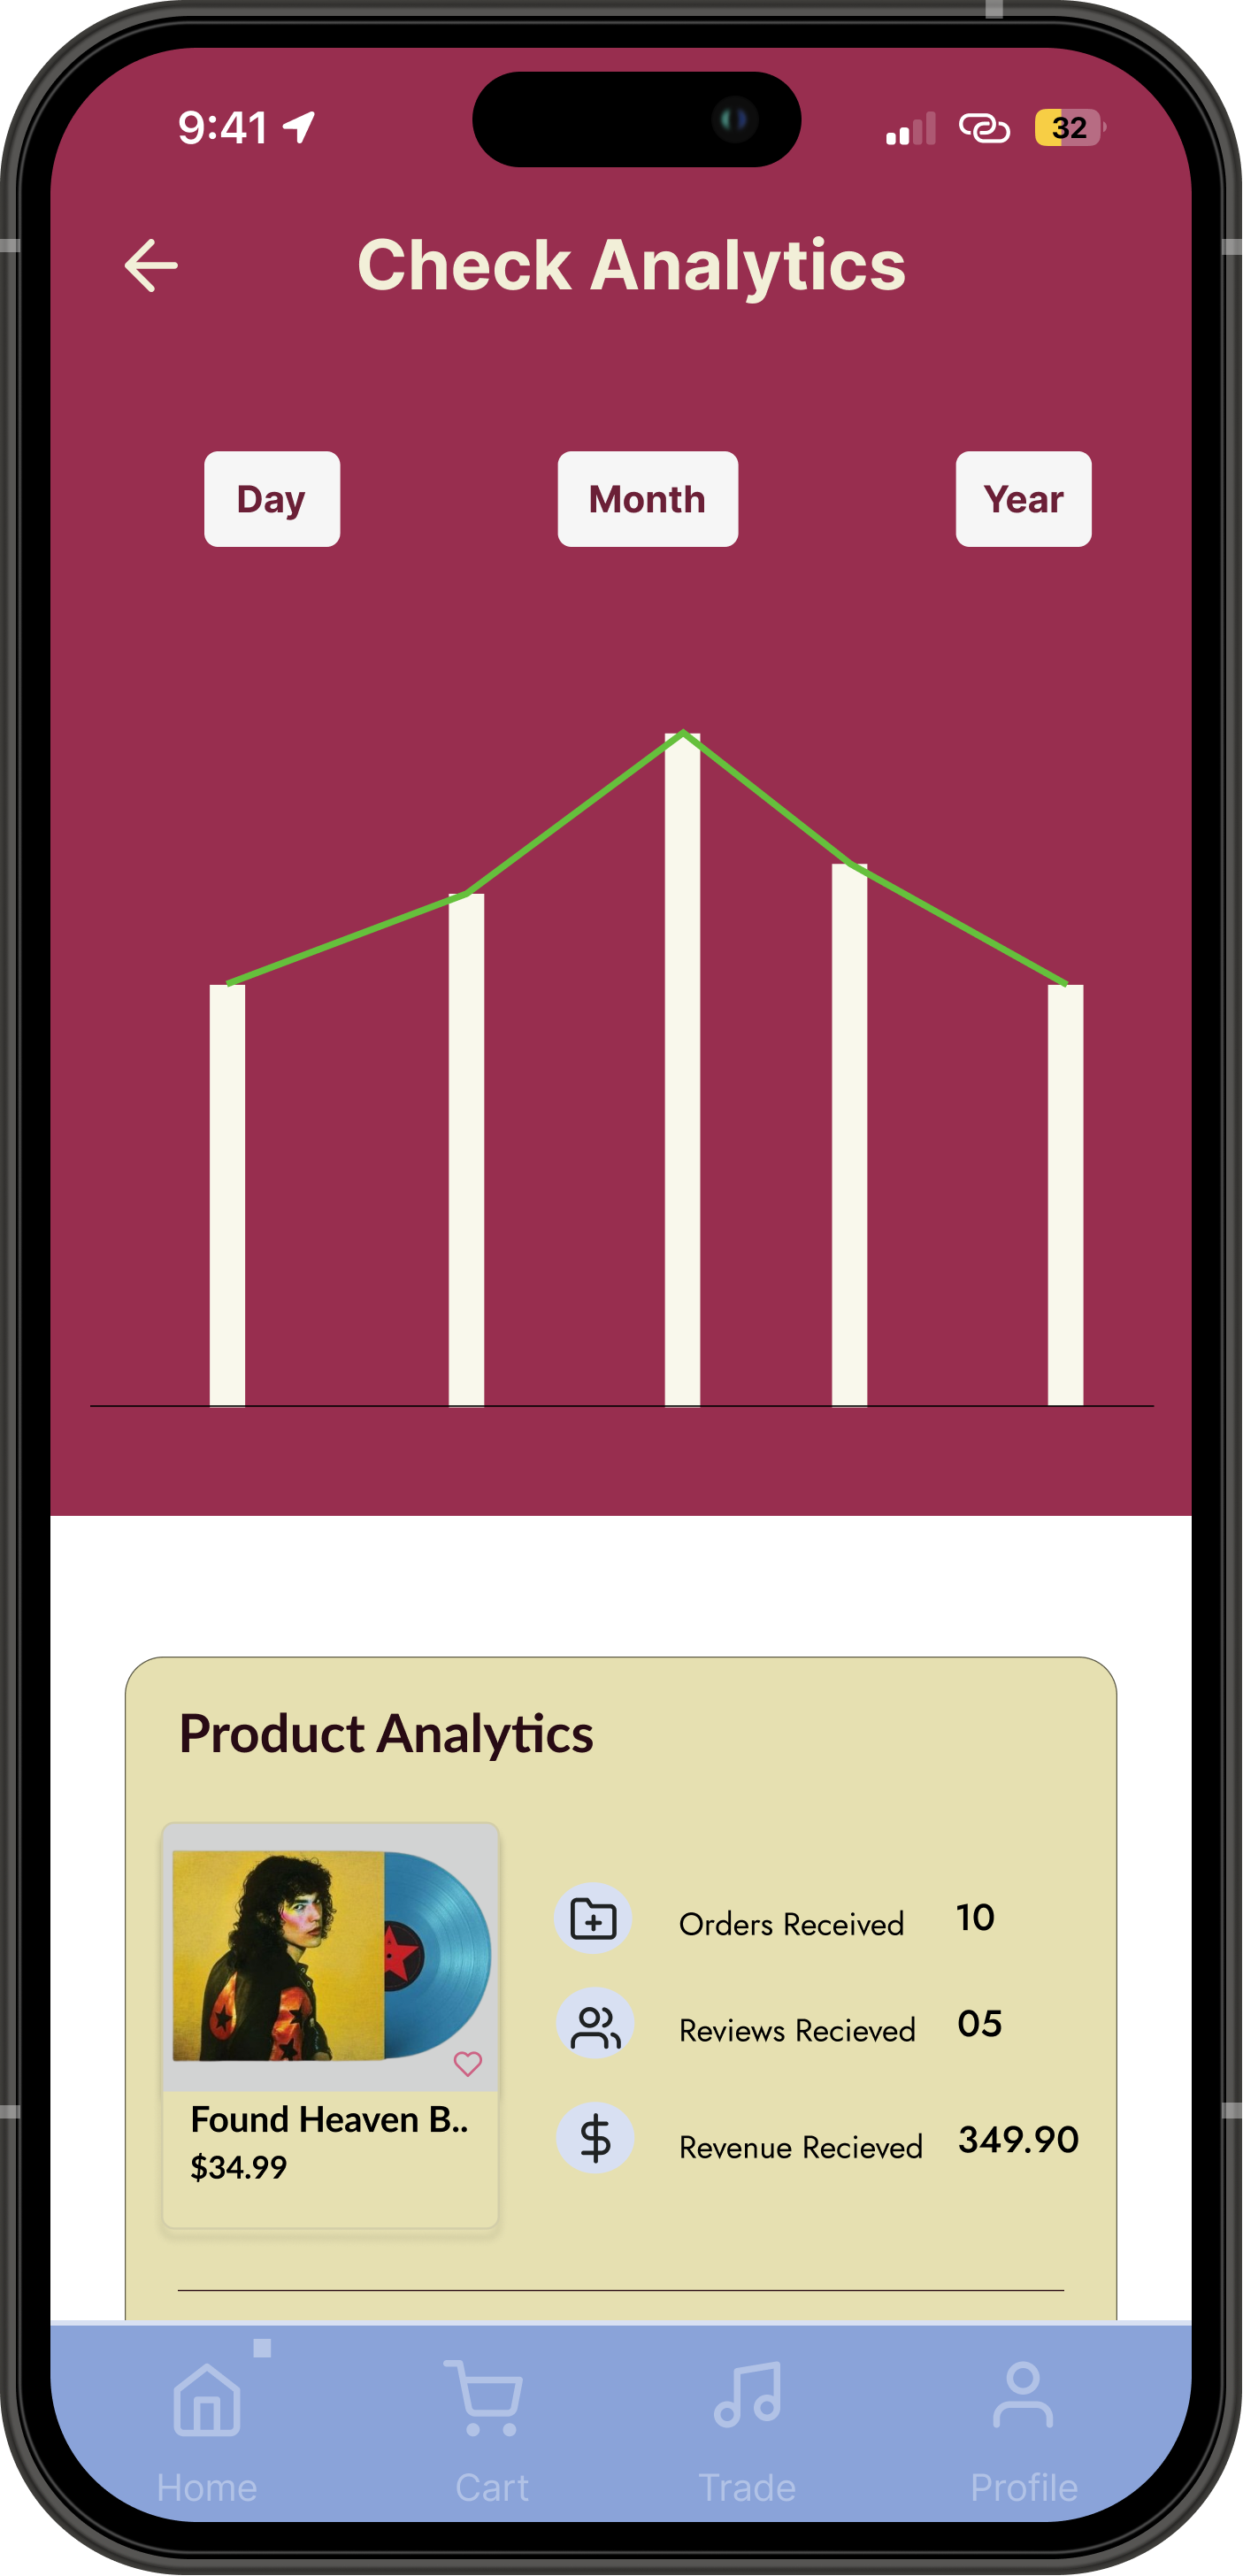 9:41
32
Check Analytics
Day
Month
Year
Product Analytics
Orders Received 10
Reviews Recieved 05
Revenue Recieved 349.90
Found Heaven B..
$34.99
Home
Cart
Trade
Profile